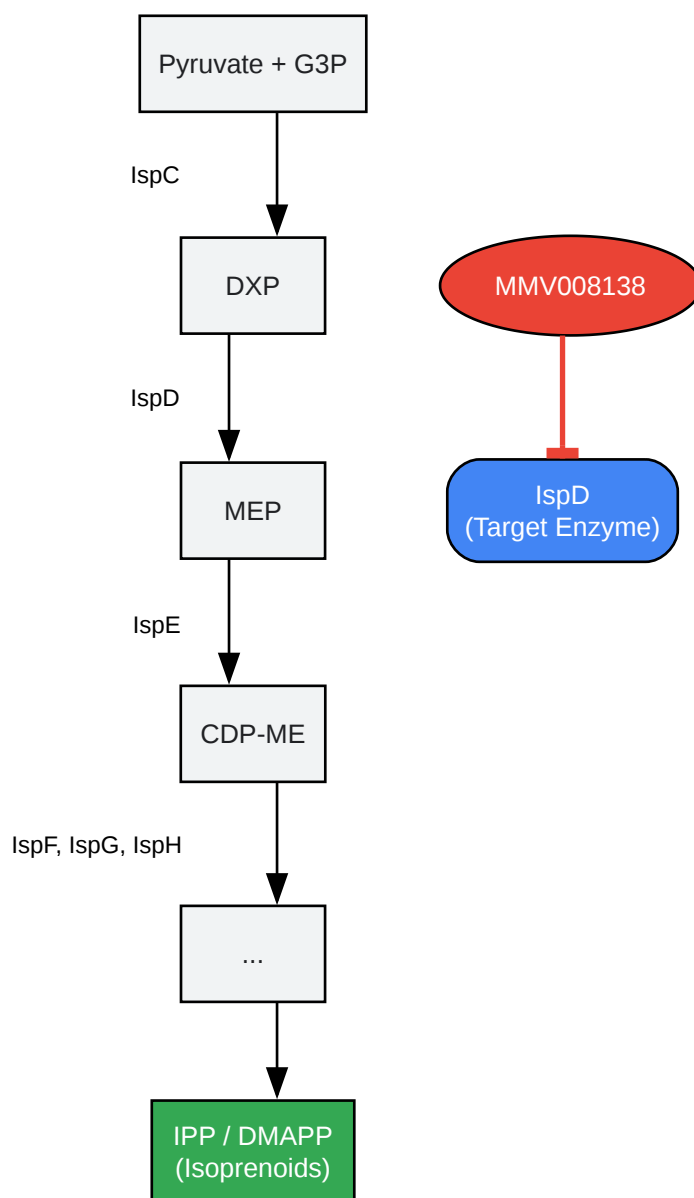 Pyruvate + G3P
IspC
DXP
MMV008138
IspD
IspD
(Target Enzyme)
MEP
IspE
CDP-ME
IspF, IspG, IspH
...
IPP / DMAPP
(Isoprenoids)